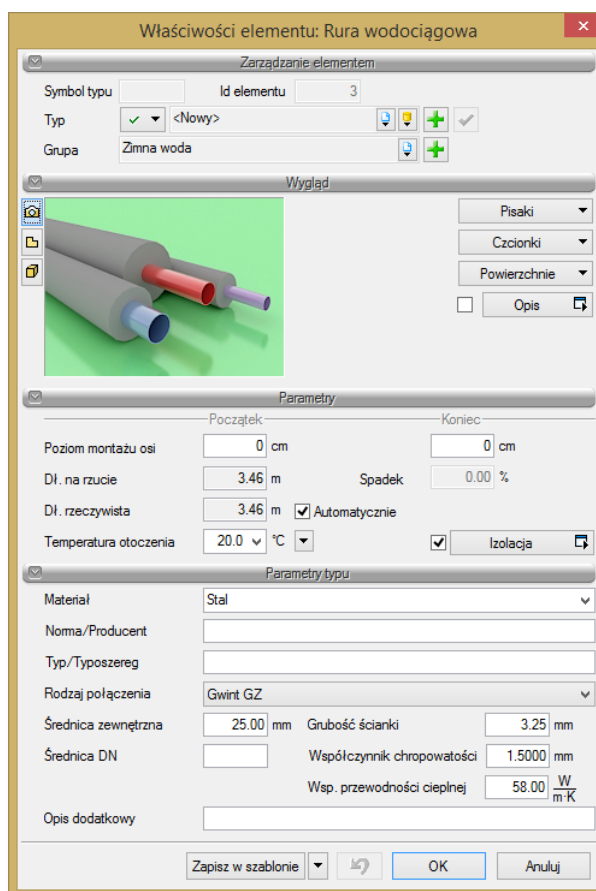 Właściwości elementu: Rura wodociągowa
Zarządzanie elementem
Symbol typu Id elementu 3
Typ <Nowy>
Grupa Zimna woda
Wygląd
Pisaki
Czcionki
Powierzchnie
Opis
Parametry
Początek Koniec
Poziom montażu osi 0 cm 0 cm
Dł. na rzucie 3.46 m Spadek 0.00 %
Dł. rzeczywista 3.46 m Automatycznie
Temperatura otoczenia 20.0 °C Izolacja
Parametry typu
Materiał Stal
Norma/Producent
Typ/Typoszereg
Rodzaj połączenia Gwint GZ
Średnica zewnętrzna 25.00 mm Grubość ścianki 3.25 mm
Średnica DN Współczynnik chropowatości 1.5000 mm
Wsp. przewodności cieplnej 58.00 W/m·K
Opis dodatkowy
Zapisz w szablonie OK Anuluj